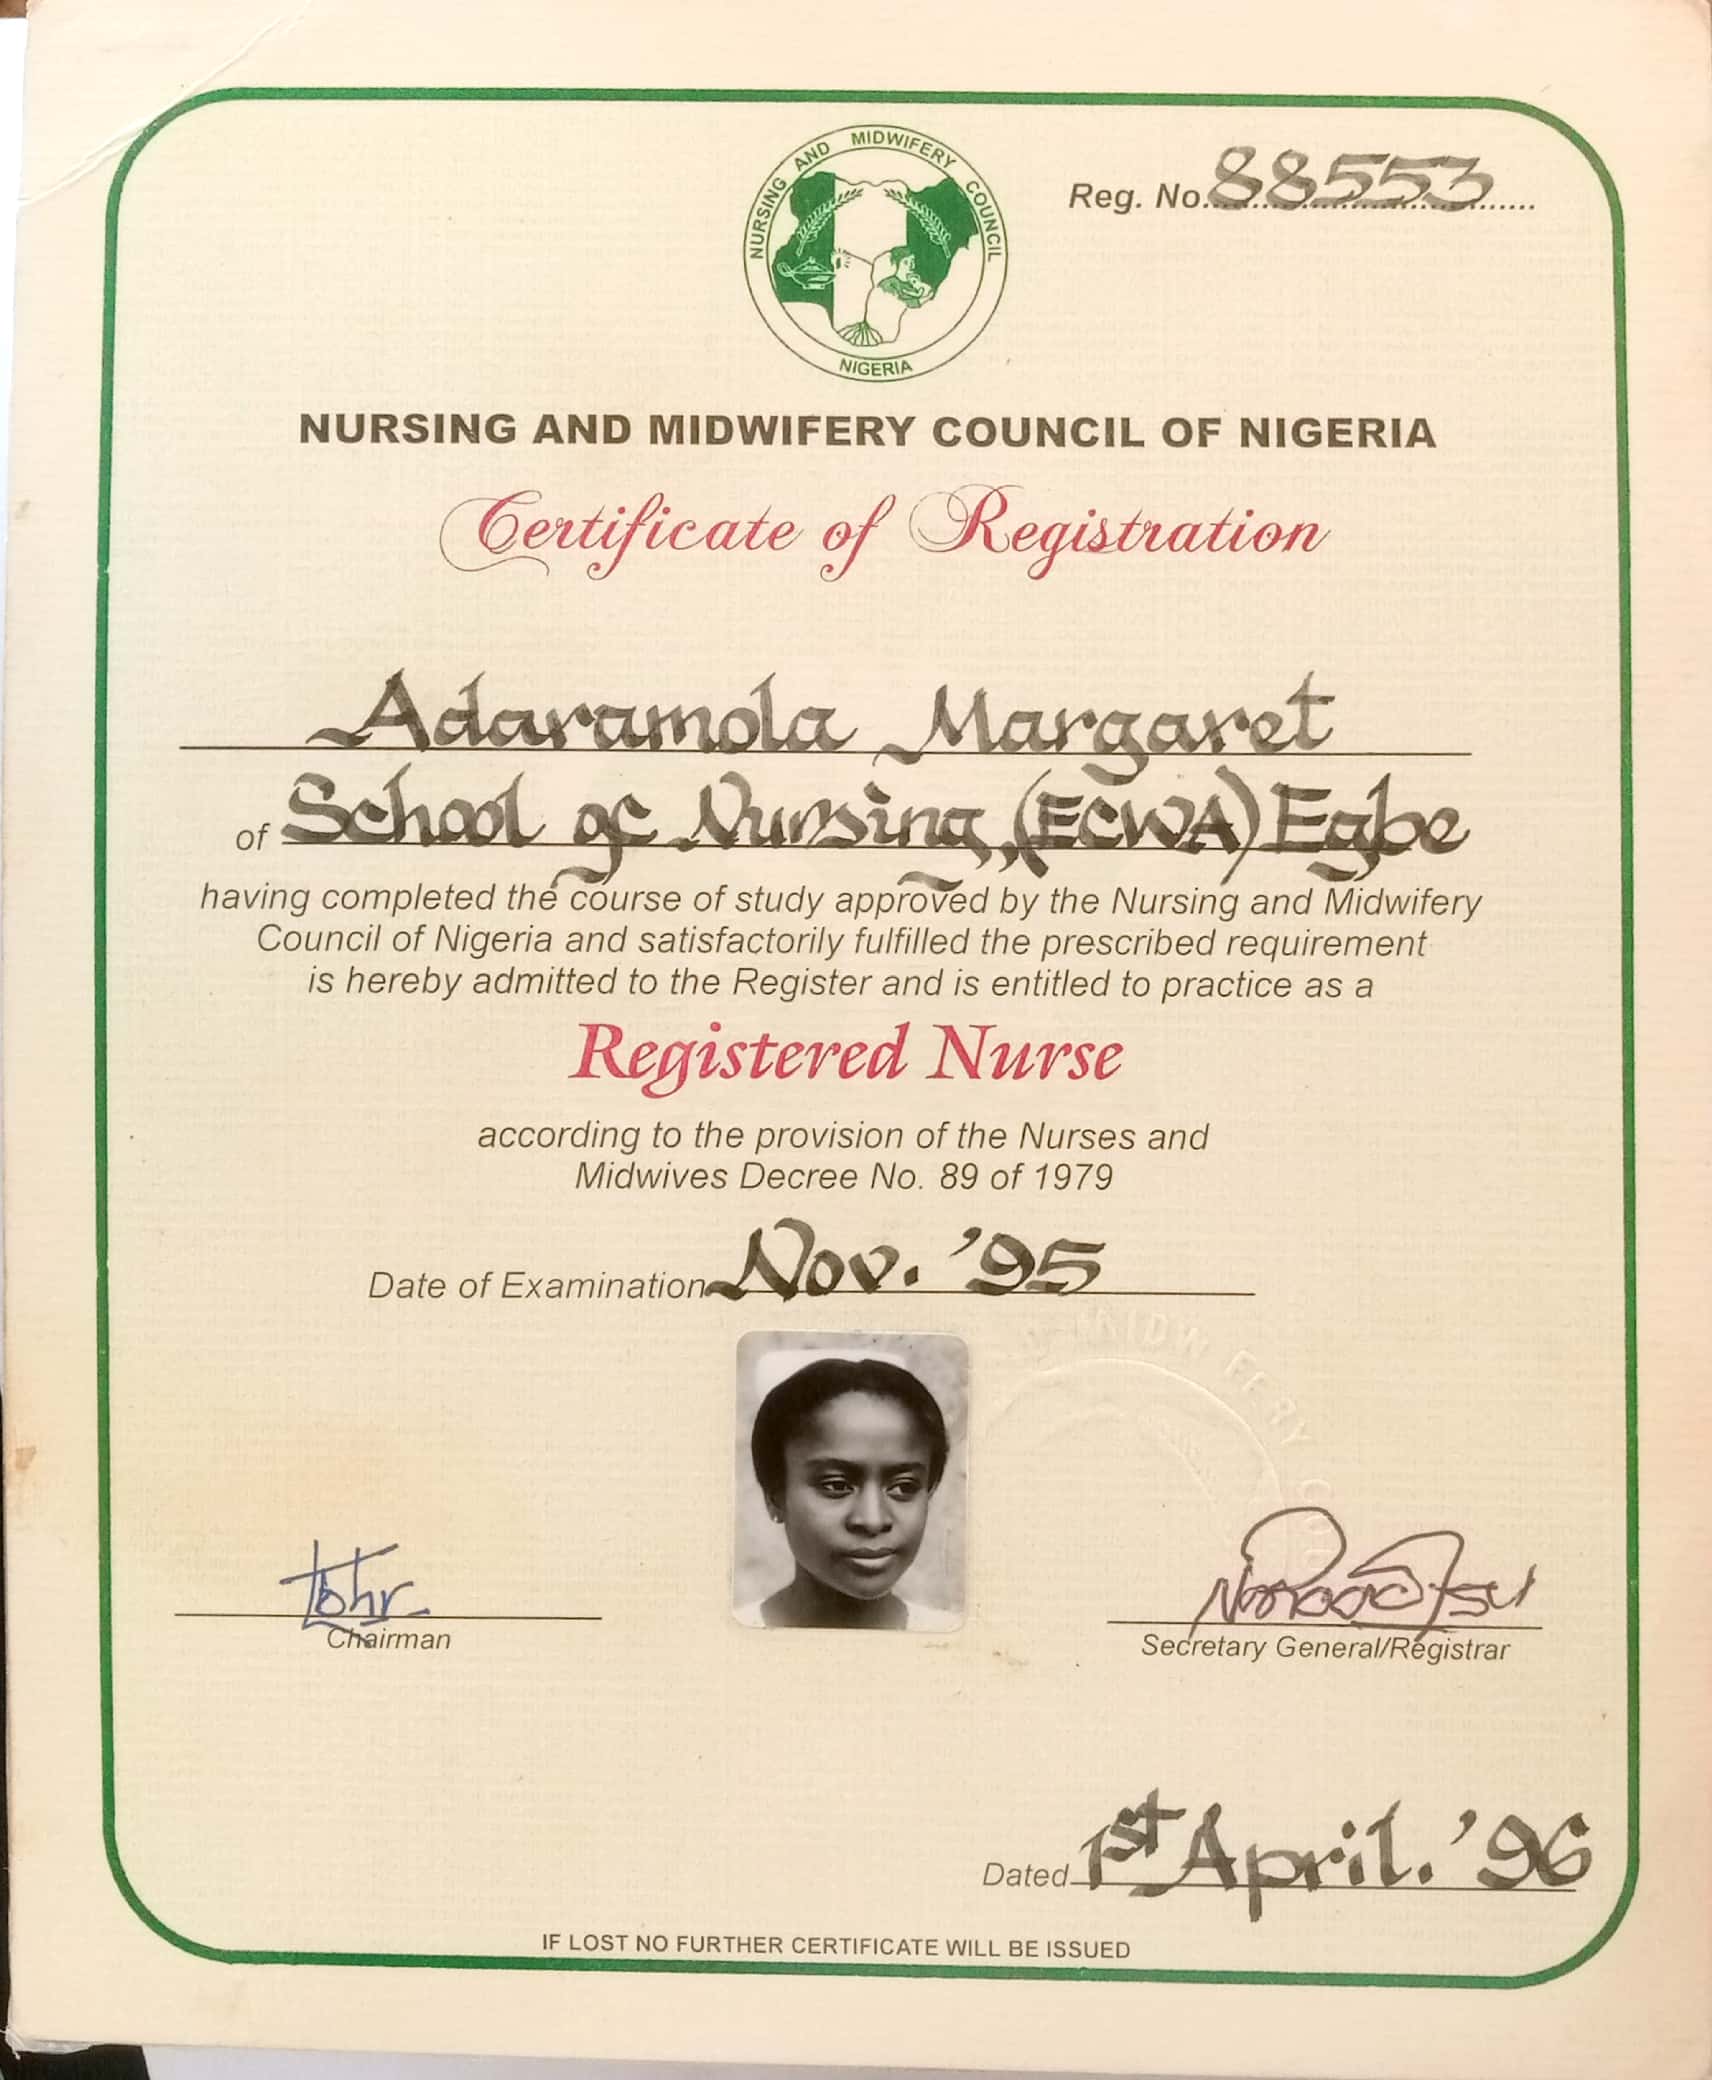 NURSING AND MIDWIFERY COUNCIL
NIGERIA
Reg. No. 88553
NURSING AND MIDWIFERY COUNCIL OF NIGERIA
Certificate of Registration
Adaramola Margaret
of School of Nursing, (ECWA) Egbe
having completed the course of study approved by the Nursing and Midwifery
Council of Nigeria and satisfactorily fulfilled the prescribed requirement
is hereby admitted to the Register and is entitled to practice as a
Registered Nurse
according to the provision of the Nurses and
Midwives Decree No. 89 of 1979
Date of Examination Nov. '95
MIDWIFERY
Chairman
Secretary General/Registrar
Dated 1st April. '96
IF LOST NO FURTHER CERTIFICATE WILL BE ISSUED